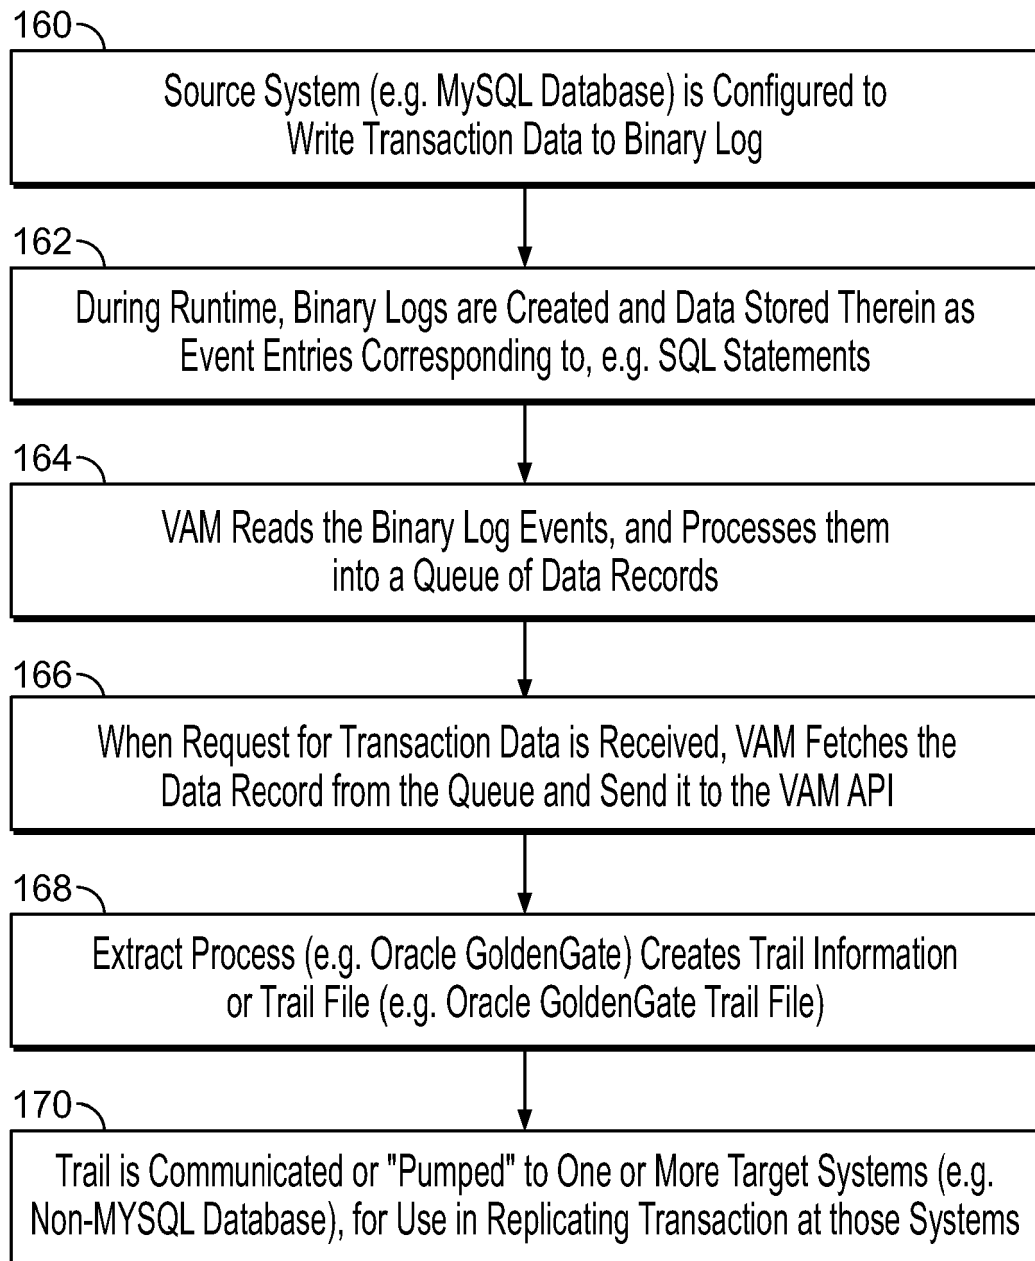 160
Source System (e.g. MySQL Database) is Configured to
Write Transaction Data to Binary Log
162
During Runtime, Binary Logs are Created and Data Stored Therein as
Event Entries Corresponding to, e.g. SQL Statements
164
VAM Reads the Binary Log Events, and Processes them
into a Queue of Data Records
166
When Request for Transaction Data is Received, VAM Fetches the
Data Record from the Queue and Send it to the VAM API
168
Extract Process (e.g. Oracle GoldenGate) Creates Trail Information
or Trail File (e.g. Oracle GoldenGate Trail File)
170
Trail is Communicated or "Pumped" to One or More Target Systems (e.g.
Non-MYSQL Database), for Use in Replicating Transaction at those Systems